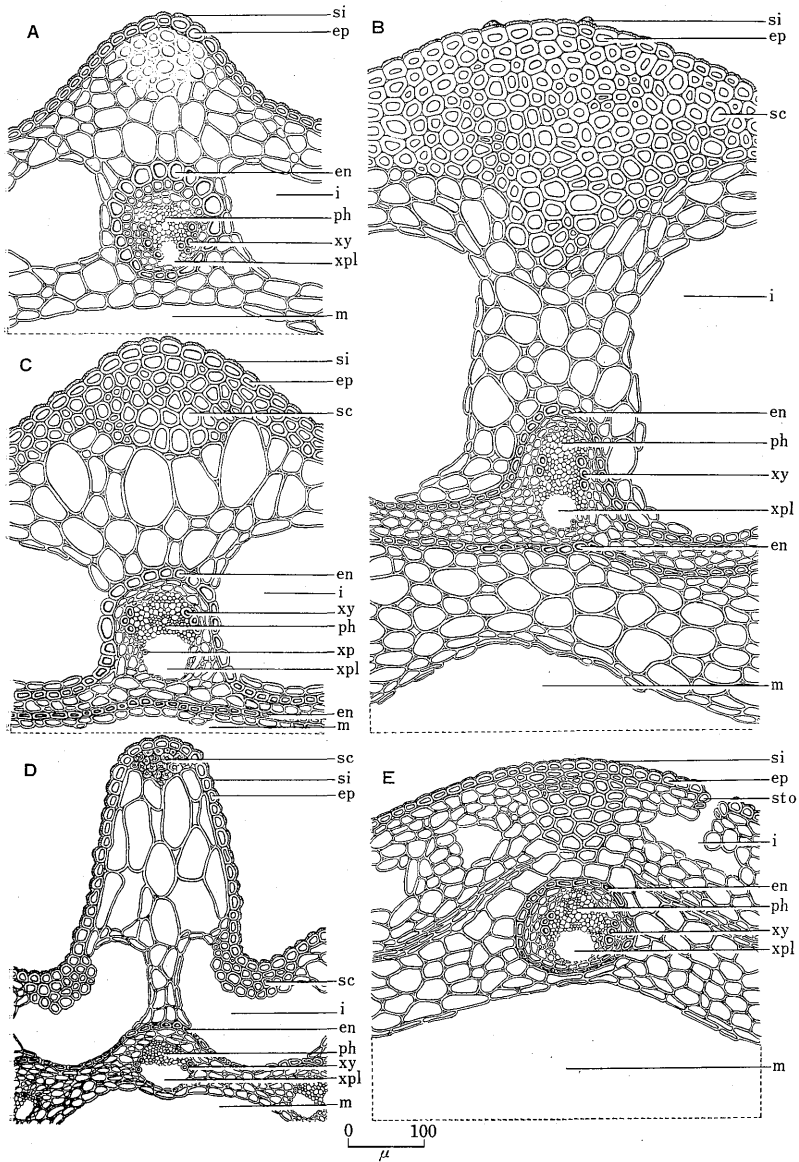 A
si
ep
en
i
ph
xy
xpl
m
B
si
ep
sc
i
en
ph
xy
xpl
en
m
C
si
ep
sc
en
i
xy
ph
xp
xpl
en
m
D
sc
si
ep
sc
i
en
ph
xy
xpl
m
E
si
ep
sto
i
en
ph
xy
xpl
m
0 100
μ